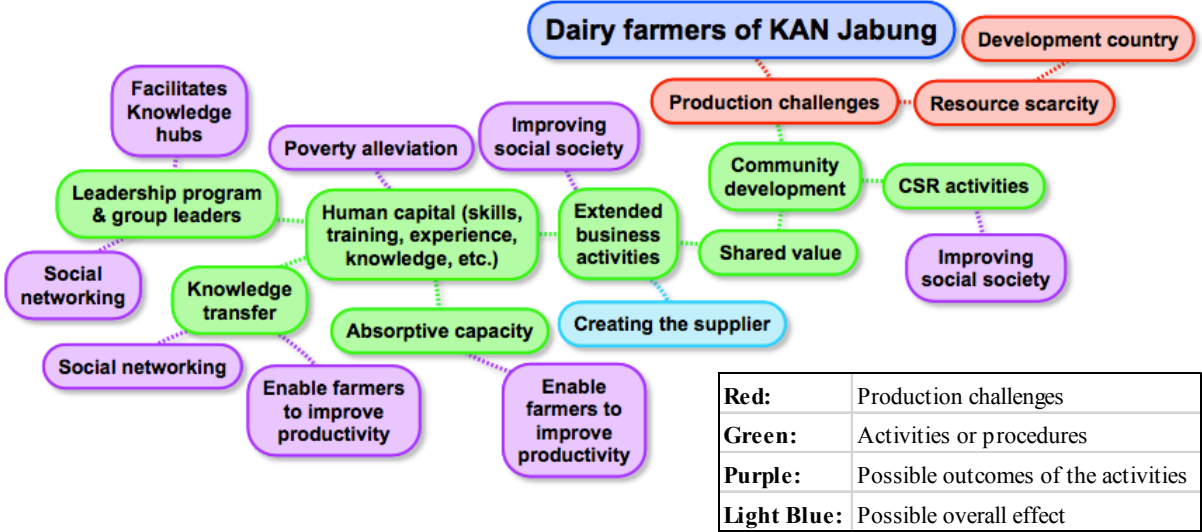 Dairy farmers of KAN Jabung
Development country
Production challenges
Resource scarcity
Facilitates
Knowledge
hubs
Improving
social society
Poverty alleviation
Community
development
CSR activities
Leadership program
& group leaders
Human capital (skills,
training, experience,
knowledge, etc.)
Extended
business
activities
Shared value
Improving
social society
Social
networking
Knowledge
transfer
Absorptive capacity
Creating the supplier
Social networking
Enable farmers
to improve
productivity
Enable
farmers to
improve
productivity
Red: Production challenges
Green: Activities or procedures
Purple: Possible outcomes of the activities
Light Blue: Possible overall effect